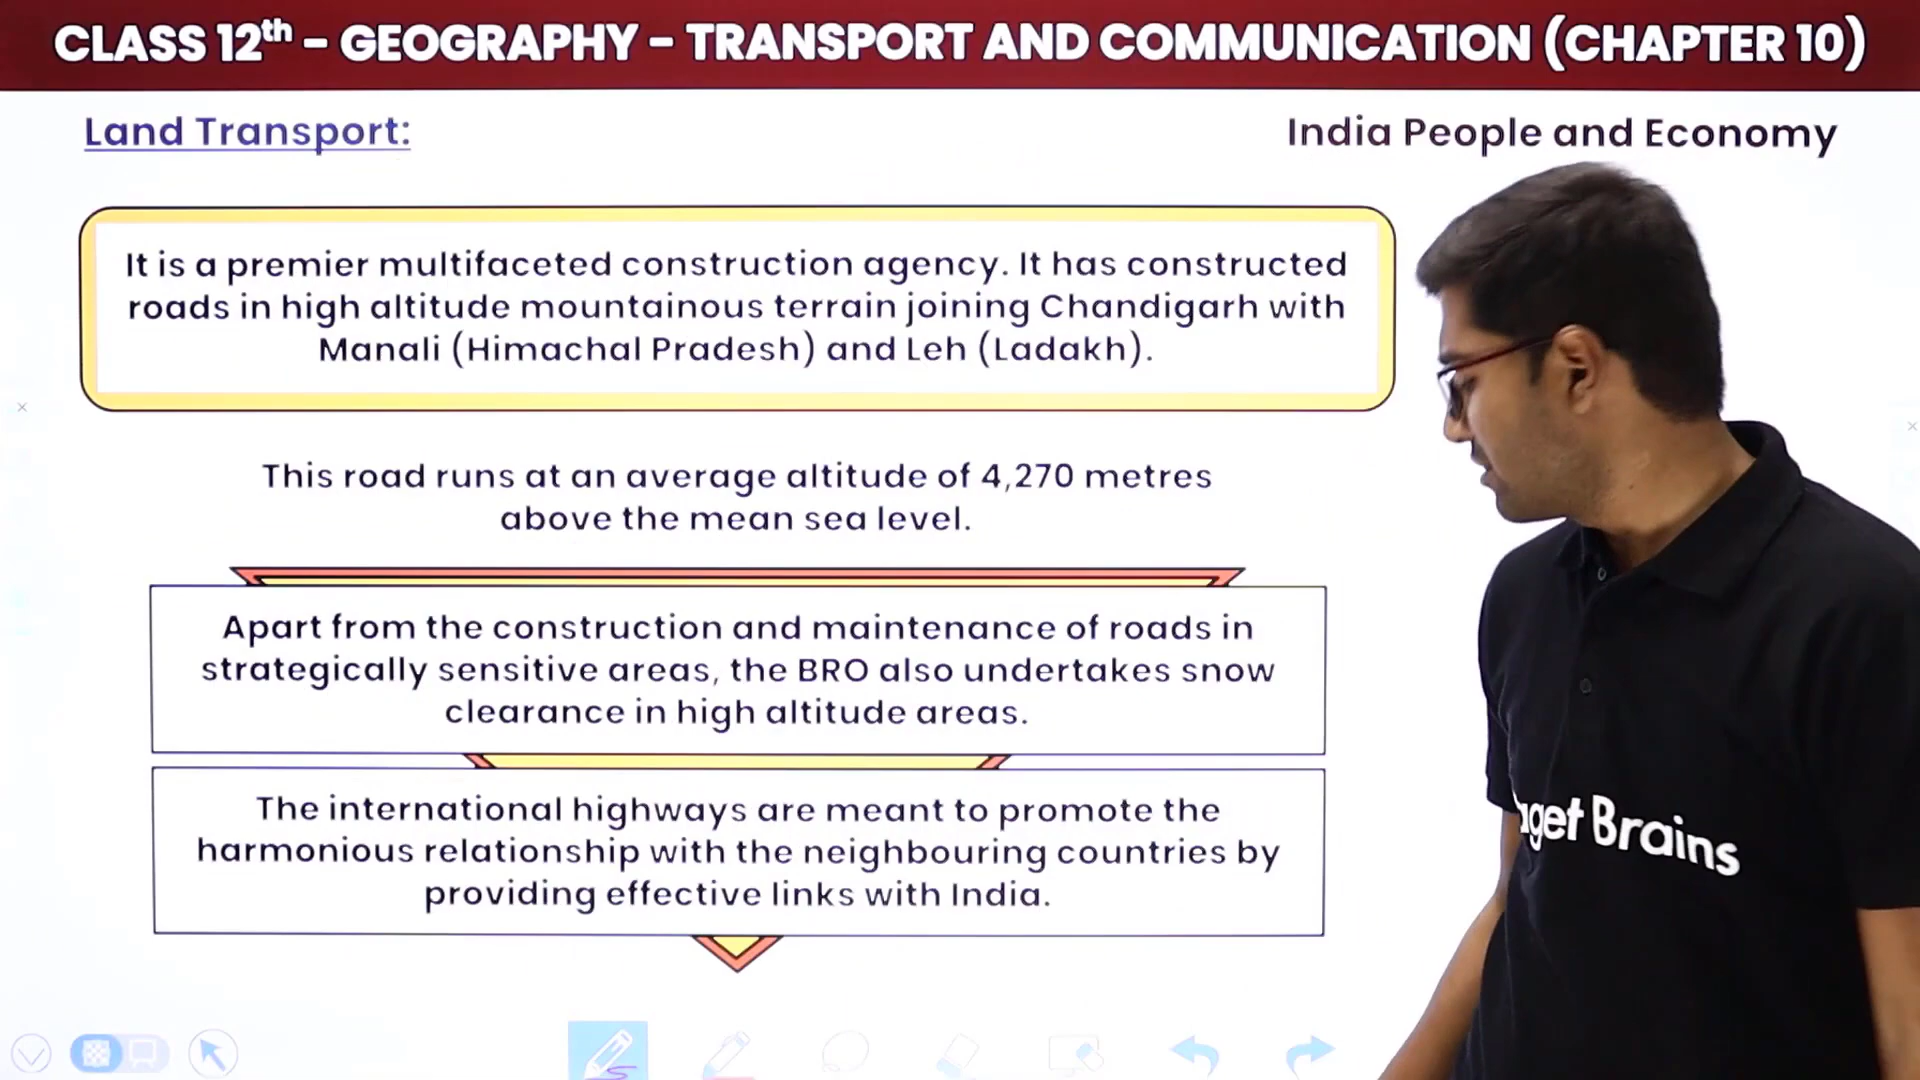 CLASS 12th - GEOGRAPHY - TRANSPORT AND COMMUNICATION (CHAPTER 10)
Land Transport:
India People and Economy
It is a premier multifaceted construction agency. It has constructed
roads in high altitude mountainous terrain joining Chandigarh with
Manali (Himachal Pradesh) and Leh (Ladakh).
This road runs at an average altitude of 4,270 metres
above the mean sea level.
Apart from the construction and maintenance of roads in
strategically sensitive areas, the BRO also undertakes snow
clearance in high altitude areas.
The international highways are meant to promote the
harmonious relationship with the neighbouring countries by
providing effective links with India.
Brains